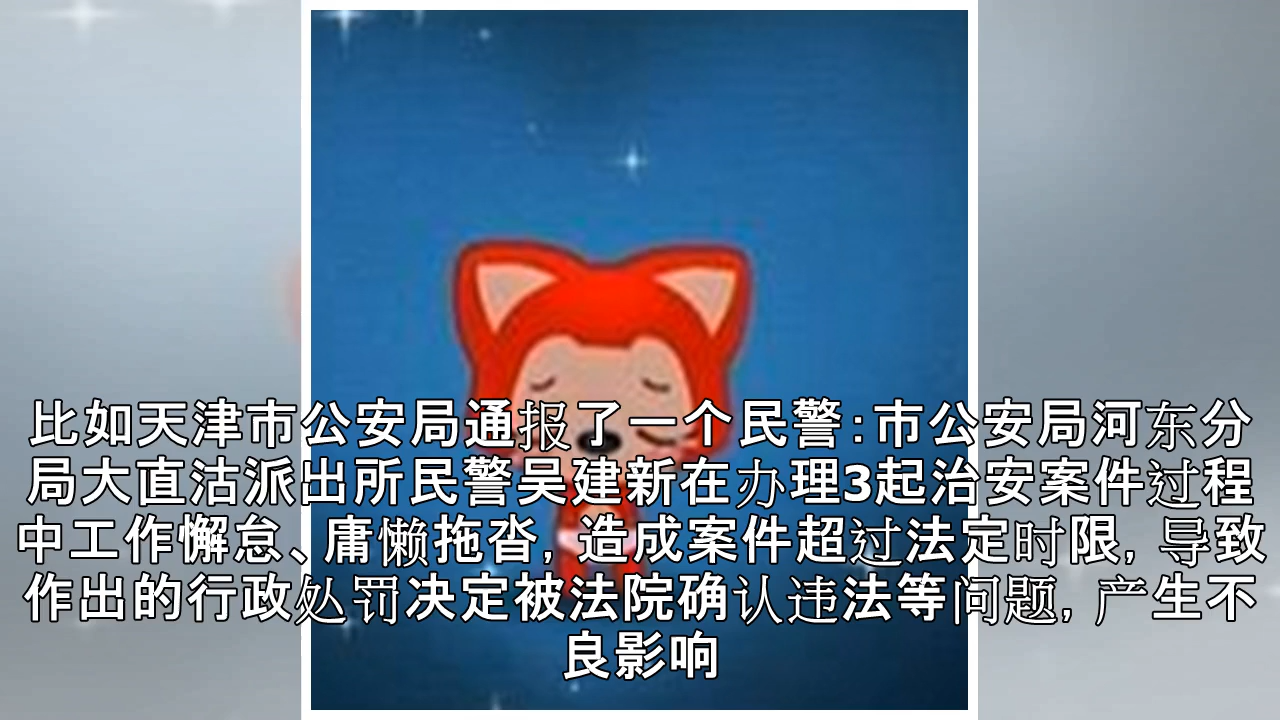 比如天津市公安局通报了一个民警:市公安局河东分
局大直沽派出所民警吴建新在办理3起治安案件过程
中工作懈怠、庸懒拖沓，造成案件超过法定时限，导致
作出的行政处罚决定被法院确认违法等问题，产生不
良影响